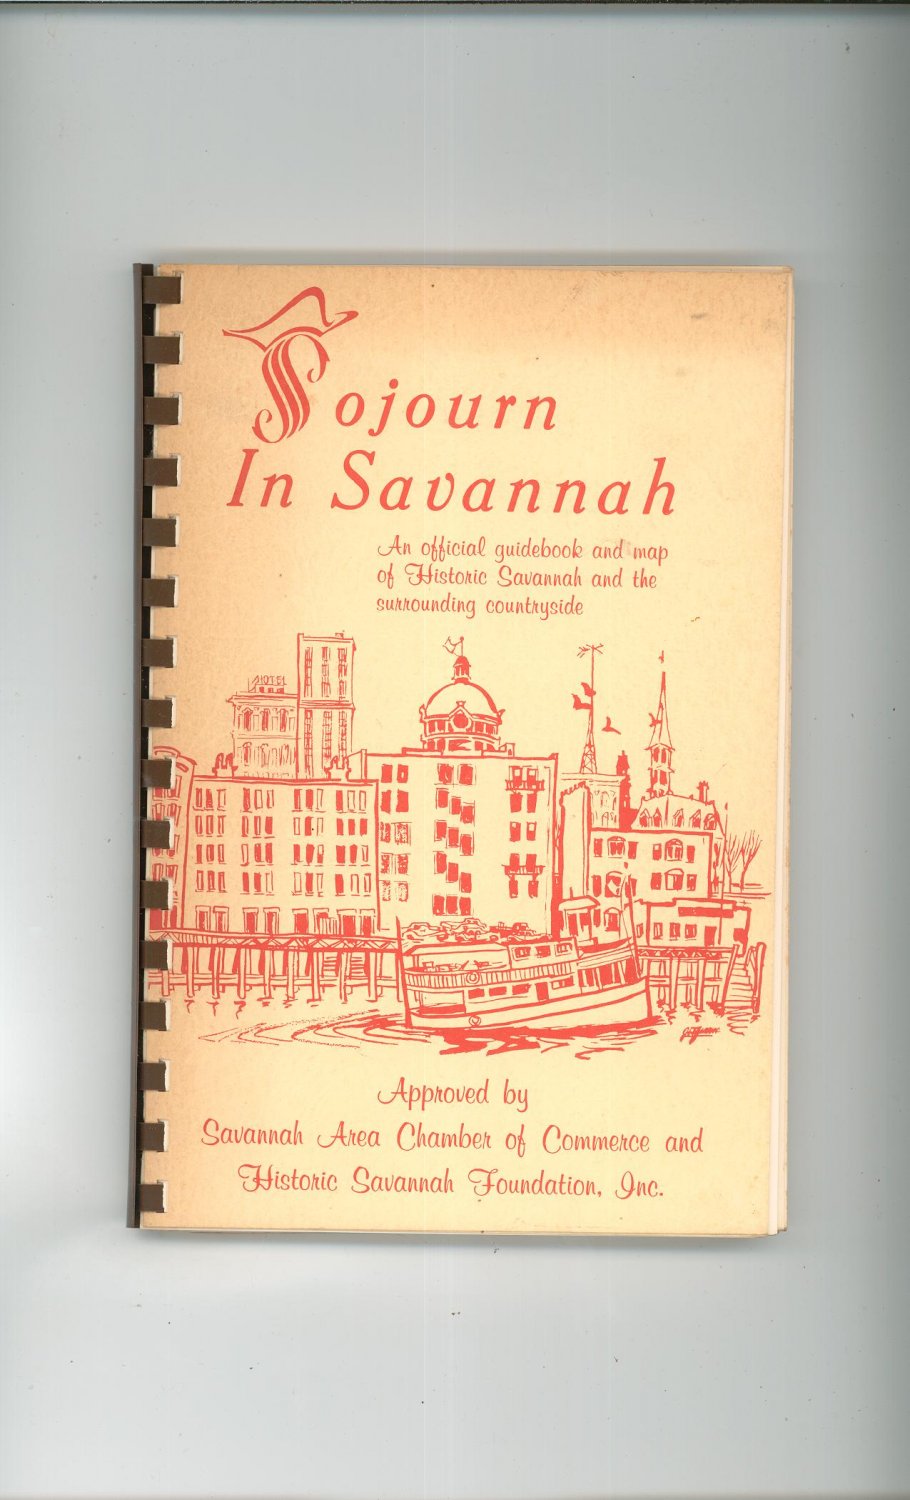 Sojourn
In Savannah
An official guidebook and map
of Historic Savannah and the
surrounding countryside
HOTEL
Approved by
Savannah Area Chamber of Commerce and
Historic Savannah Foundation, Inc.